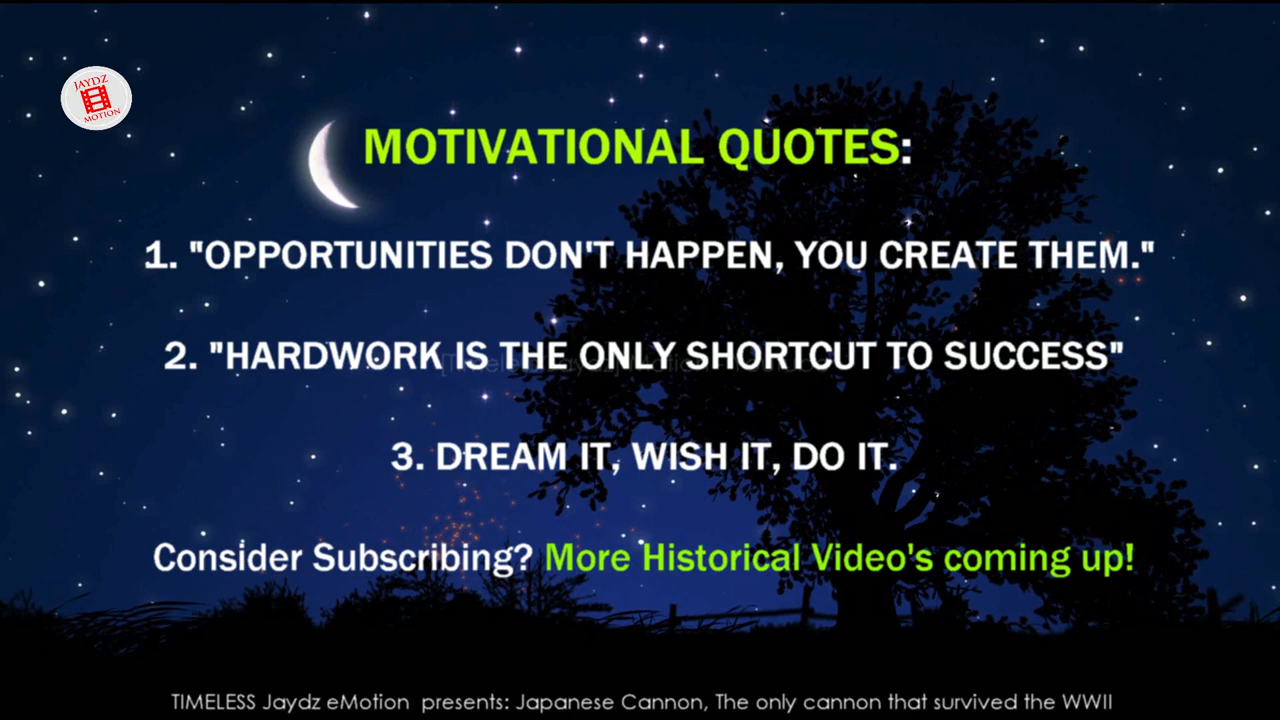 JAYDZ
MOTION
MOTIVATIONAL QUOTES:
1. "OPPORTUNITIES DON'T HAPPEN, YOU CREATE THEM."
2. "HARDWORK IS THE ONLY SHORTCUT TO SUCCESS"
3. DREAM IT, WISH IT, DO IT.
Consider Subscribing? More Historical Video's coming up!
TIMELESS Jaydz eMotion presents: Japanese Cannon, The only cannon that survived the WWII